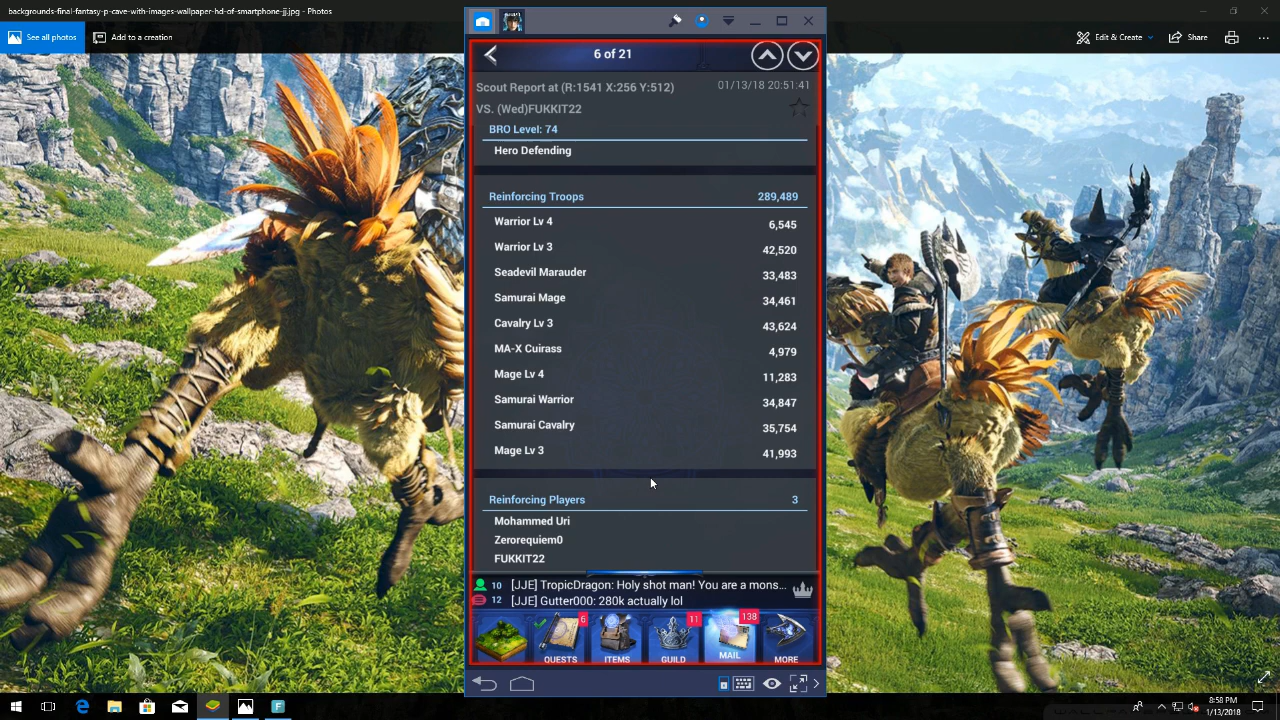 backgrounds-final-fantasy-p-cave-with-images-wallpaper-hd-of-smartphone-jj.jpg - Photos
See all photos
Add to a creation
Edit & Create
Share
6 of 21
Scout Report at (R:1541 X:256 Y:512)
01/13/18 20:51:41
VS. (Wed)FUKKIT22
BRO Level: 74
Hero Defending
Reinforcing Troops 289,489
Warrior Lv 4 6,545
Warrior Lv 3 42,520
Seadevil Marauder 33,483
Samurai Mage 34,461
Cavalry Lv 3 43,624
MA-X Cuirass 4,979
Mage Lv 4 11,283
Samurai Warrior 34,847
Samurai Cavalry 35,754
Mage Lv 3 41,993
Reinforcing Players 3
Mohammed Uri
Zerorequiem0
FUKKIT22
10 [JJE] TropicDragon: Holy shot man! You are a mons...
12 [JJE] Gutter000: 280k actually lol
6 11 138
QUESTS ITEMS GUILD MAIL MORE
8:58 PM
1/13/2018